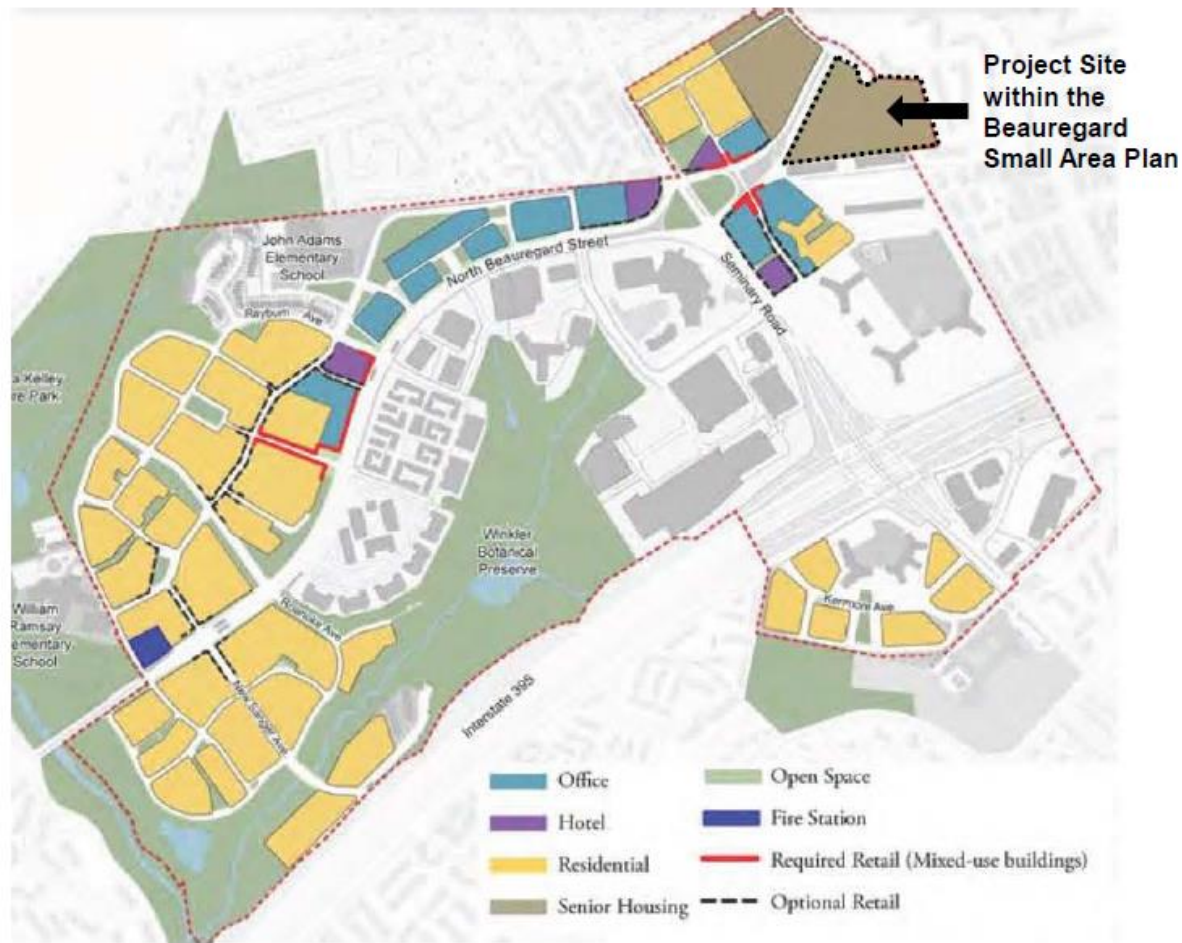 Project Site
within the
Beauregard
Small Area Plan
John Adams
Elementary
School
North Beauregard Street
Seminary Road
Rayburn Ave
a Kelley
re Park
Winkler
Botanical
Preserve
Roanoke Ave
Kenmore Ave
William
Ramsay
ementary
School
New Sanger Ave
Interstate 395
Office
Open Space
Hotel
Fire Station
Residential
Required Retail (Mixed-use buildings)
Senior Housing
Optional Retail